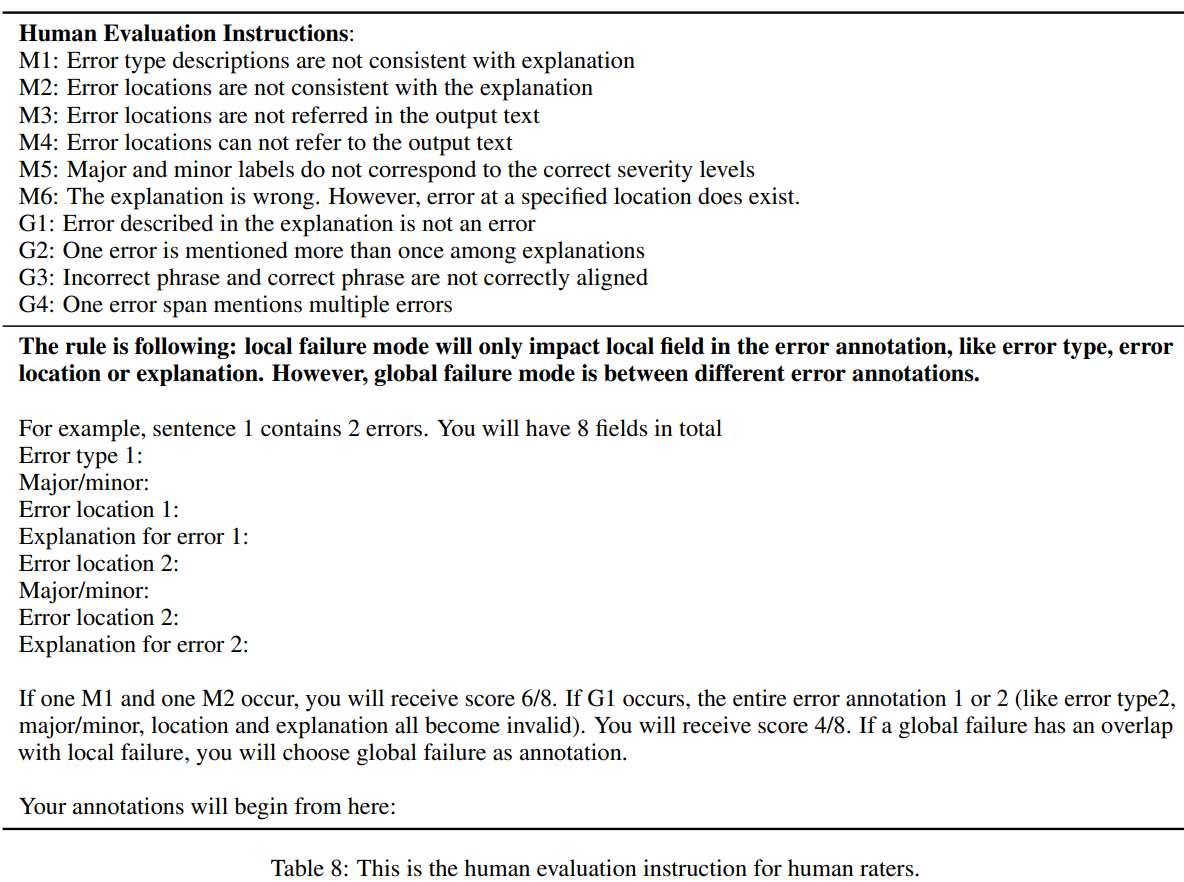 Human Evaluation Instructions:
M1: Error type descriptions are not consistent with explanation
M2: Error locations are not consistent with the explanation
M3: Error locations are not referred in the output text
M4: Error locations can not refer to the output text
M5: Major and minor labels do not correspond to the correct severity levels
M6: The explanation is wrong. However, error at a specified location does exist.
G1: Error described in the explanation is not an error
G2: One error is mentioned more than once among explanations
G3: Incorrect phrase and correct phrase are not correctly aligned
G4: One error span mentions multiple errors
The rule is following: local failure mode will only impact local field in the error annotation, like error type, error
location or explanation. However, global failure mode is between different error annotations.
For example, sentence 1 contains 2 errors. You will have 8 fields in total
Error type 1:
Major/minor:
Error location 1:
Explanation for error 1:
Error location 2:
Major/minor:
Error location 2:
Explanation for error 2:
If one M1 and one M2 occur, you will receive score 6/8. If G1 occurs, the entire error annotation 1 or 2 (like error type2,
major/minor, location and explanation all become invalid). You will receive score 4/8. If a global failure has an overlap
with local failure, you will choose global failure as annotation.
Your annotations will begin from here:
Table 8: This is the human evaluation instruction for human raters.